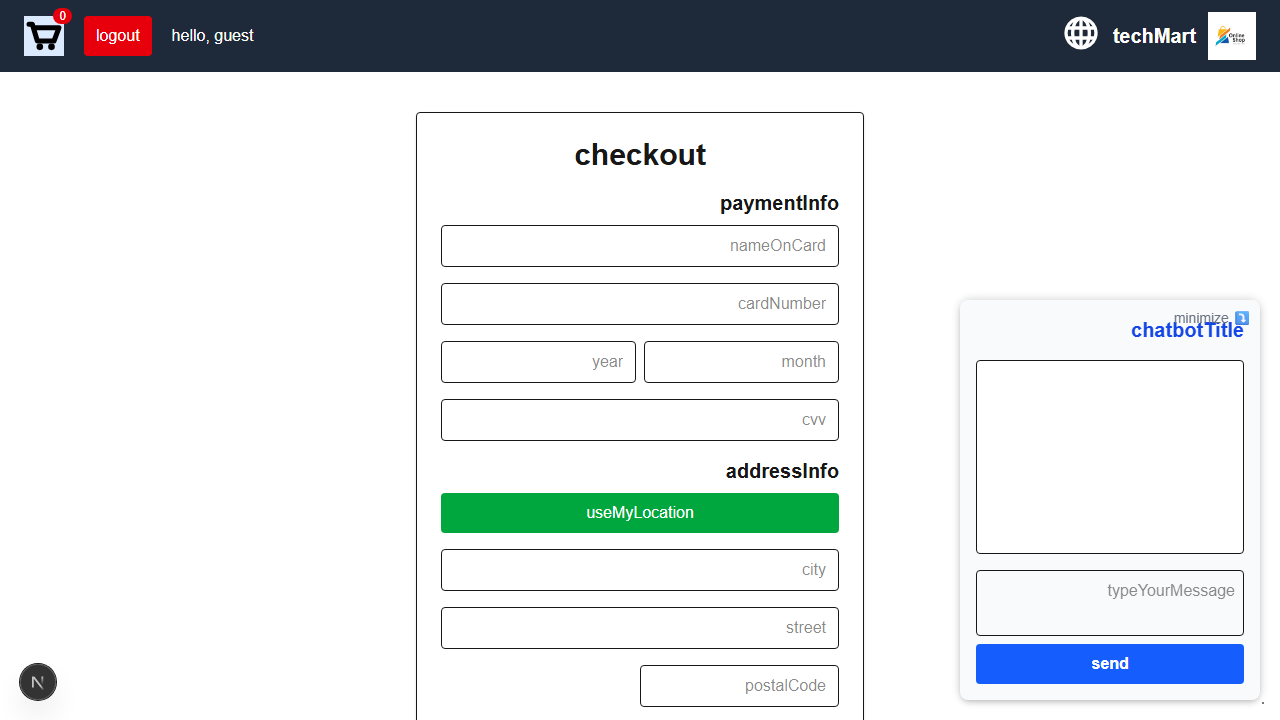 0
logout
hello, guest
techMart
Online
Shop
checkout
paymentInfo
nameOnCard
cardNumber
year
month
cvv
addressInfo
useMyLocation
city
street
postalCode
minimize
chatbotTitle
typeYourMessage
send
N
.